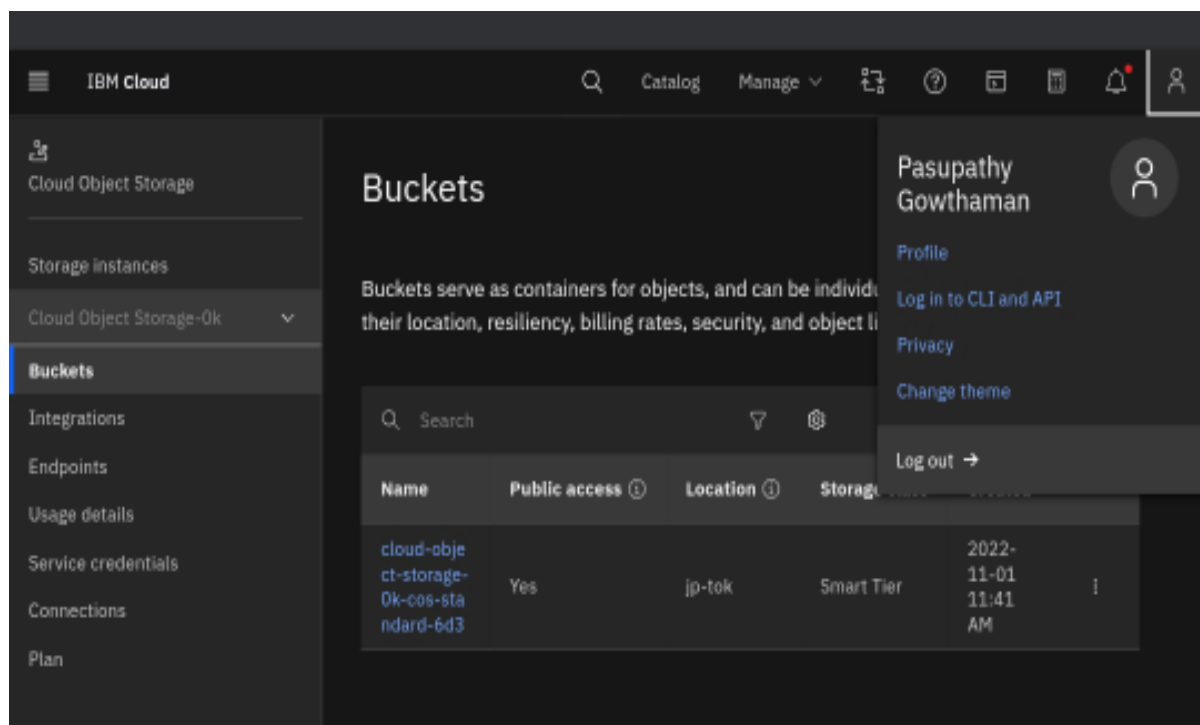 IBM Cloud
Catalog
Manage
Cloud Object Storage
Storage instances
Cloud Object Storage-0k
Buckets
Integrations
Endpoints
Usage details
Service credentials
Connections
Plan
Buckets
Buckets serve as containers for objects, and can be individu
their location, resiliency, billing rates, security, and object li
Search
Name
Public access
Location
Storage
cloud-obje
ct-storage-
0k-cos-sta
ndard-6d3
Yes
jp-tok
Smart Tier
2022-
11-01
11:41
AM
Pasupathy
Gowthaman
Profile
Log in to CLI and API
Privacy
Change theme
Log out →